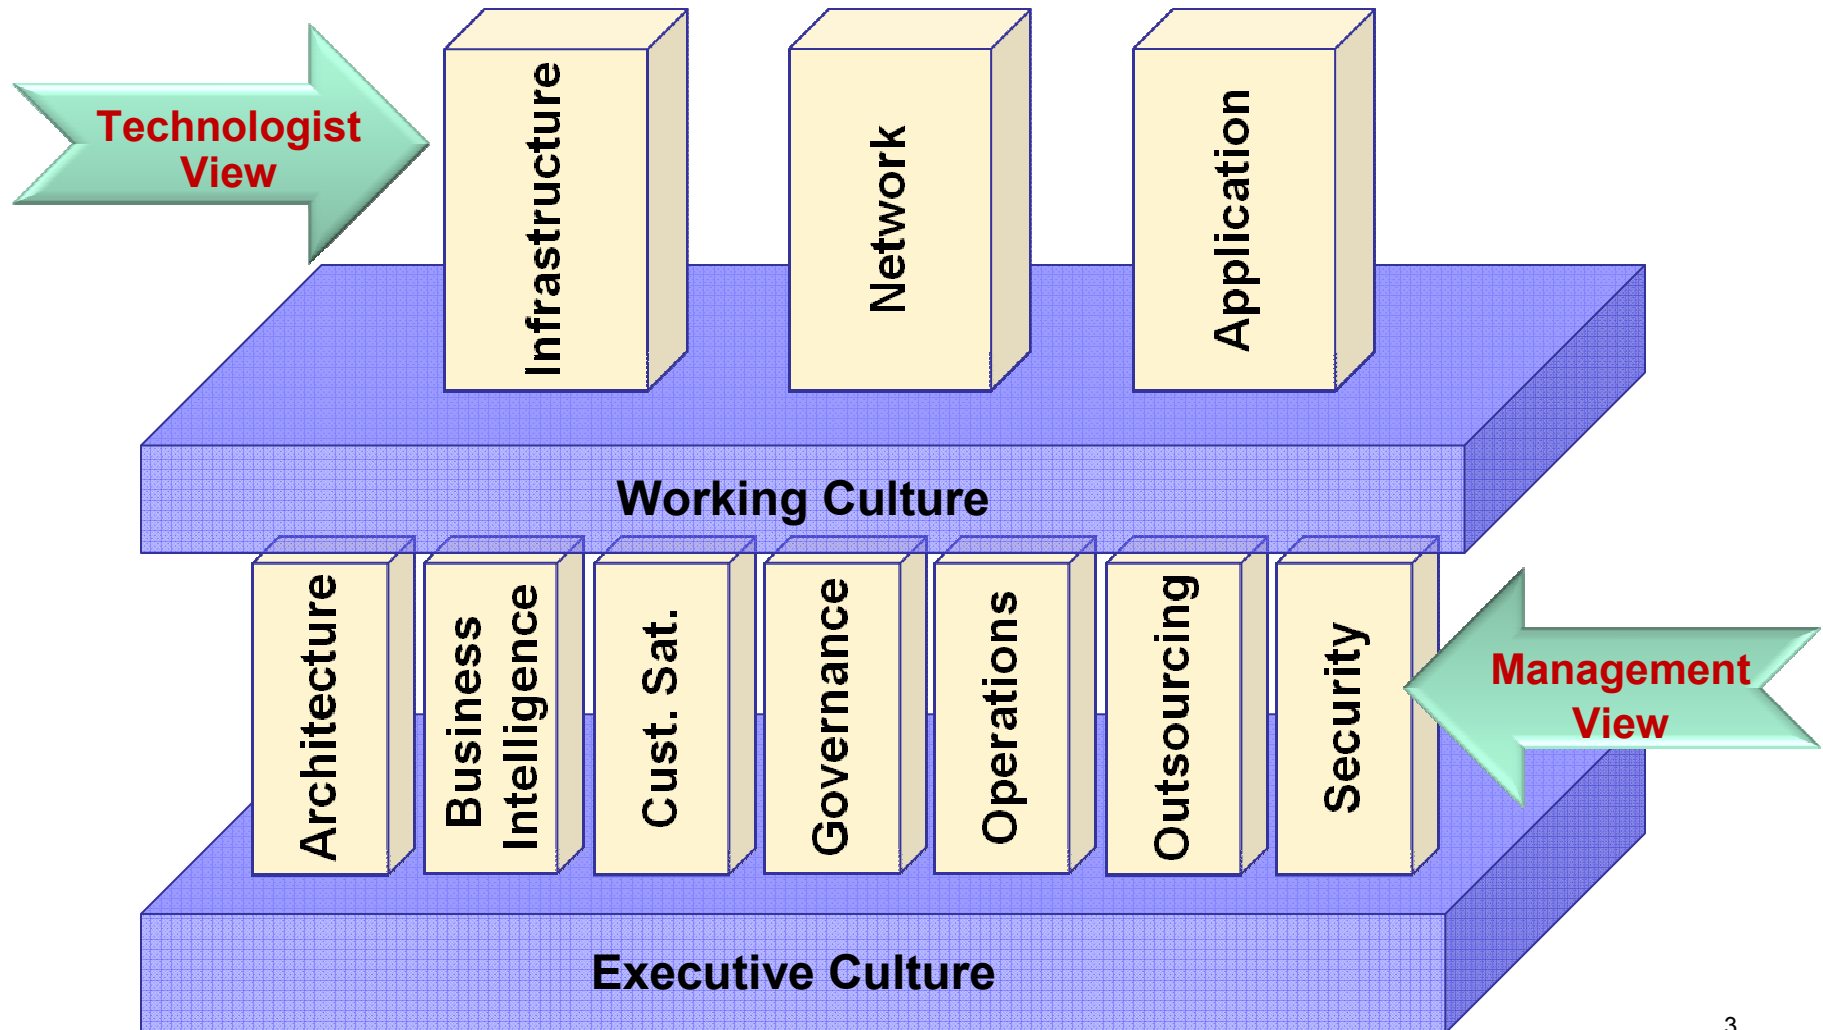 Technologist
View
Infrastructure
Network
Application
Working Culture
Architecture
Business
Intelligence
Cust. Sat.
Governance
Operations
Outsourcing
Security
Management
View
Executive Culture
3